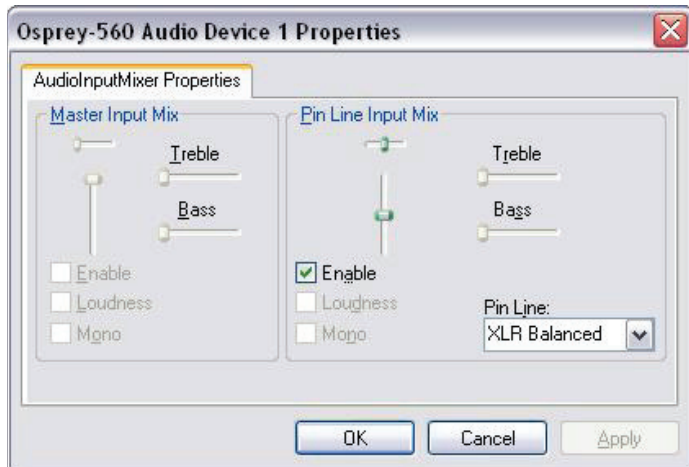 Osprey-560 Audio Device 1 Properties
AudioInputMixer Properties
Master Input Mix
Treble
Bass
Enable
Loudness
Mono
Pin Line Input Mix
Treble
Bass
Enable
Loudness
Mono
Pin Line:
XLR Balanced
OK
Cancel
Apply